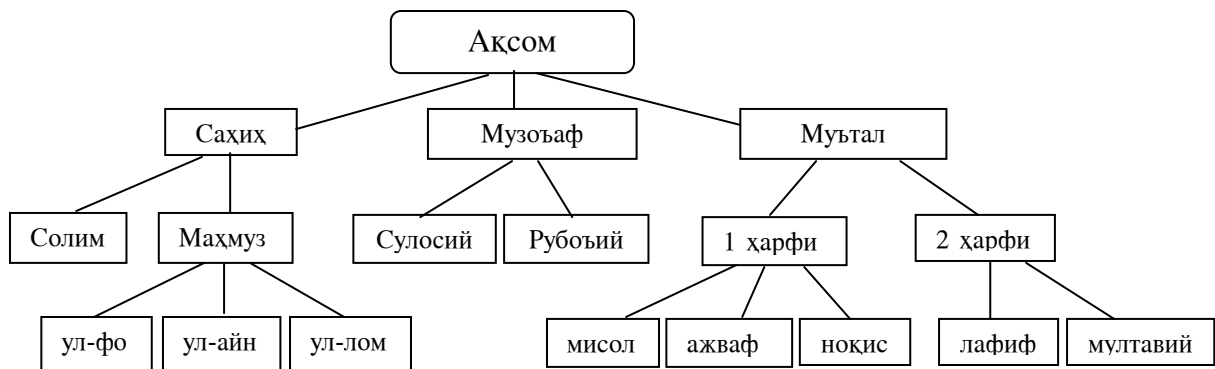 Ақсом
Саҳиҳ Музоъаф Муътал
Солим Маҳмуз Сулосий Рубоъий 1 ҳарфи 2 ҳарфи
ул-фо ул-айн ул-лом мисол ажваф ноқис лафиф мултавий